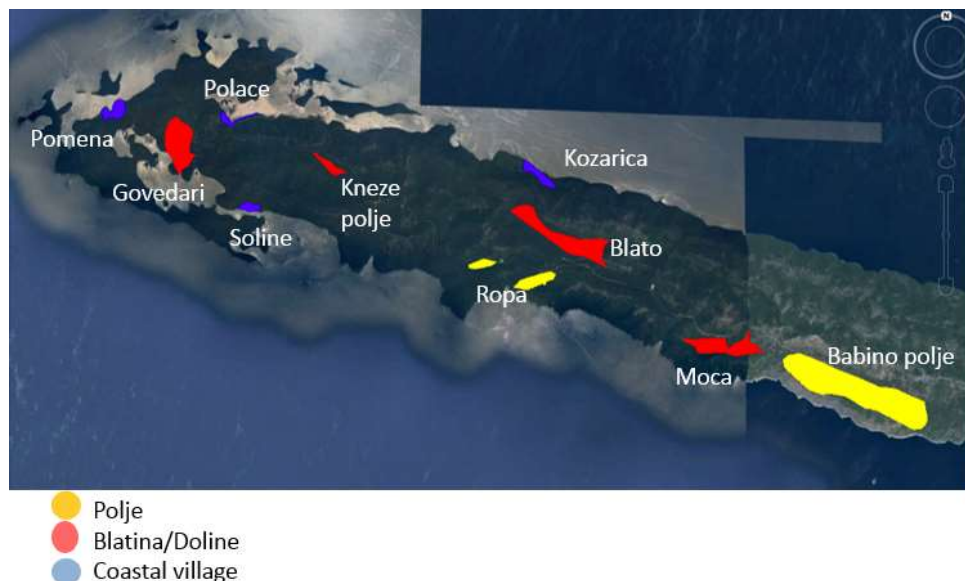 N
Polace
Pomena
Kozarica
Govedari
Kneze
polje
Soline
Blato
Ropa
Babino polje
Moca
Polje
Blatina/Doline
Coastal village